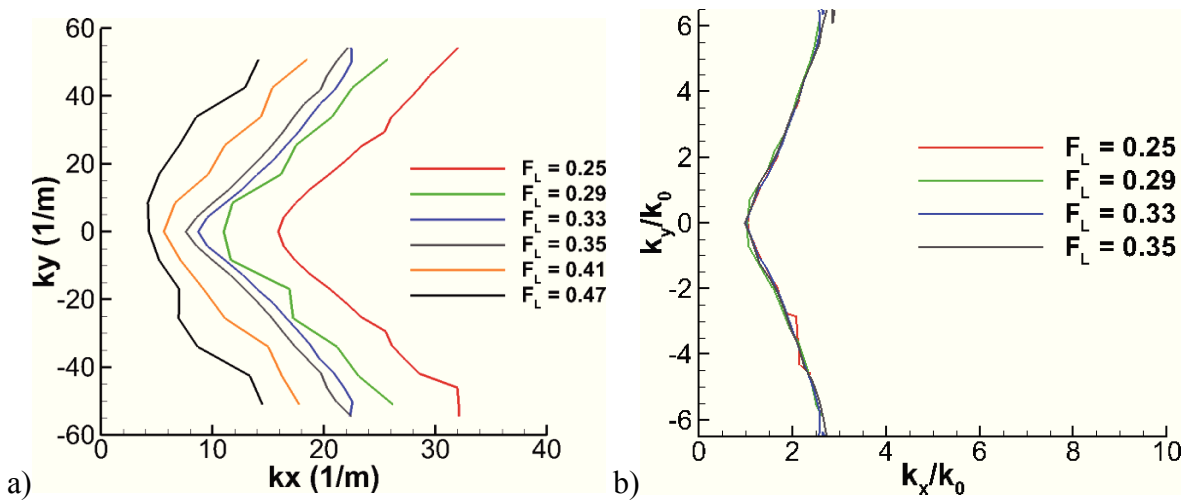 60
40
20
0
-20
-40
-60
0
10
20
30
40
ky (1/m)
kx (1/m)
F_L = 0.25
F_L = 0.29
F_L = 0.33
F_L = 0.35
F_L = 0.41
F_L = 0.47
a)
6
4
2
0
-2
-4
-6
0
2
4
6
8
10
k_y/k_0
k_x/k_0
F_L = 0.25
F_L = 0.29
F_L = 0.33
F_L = 0.35
b)